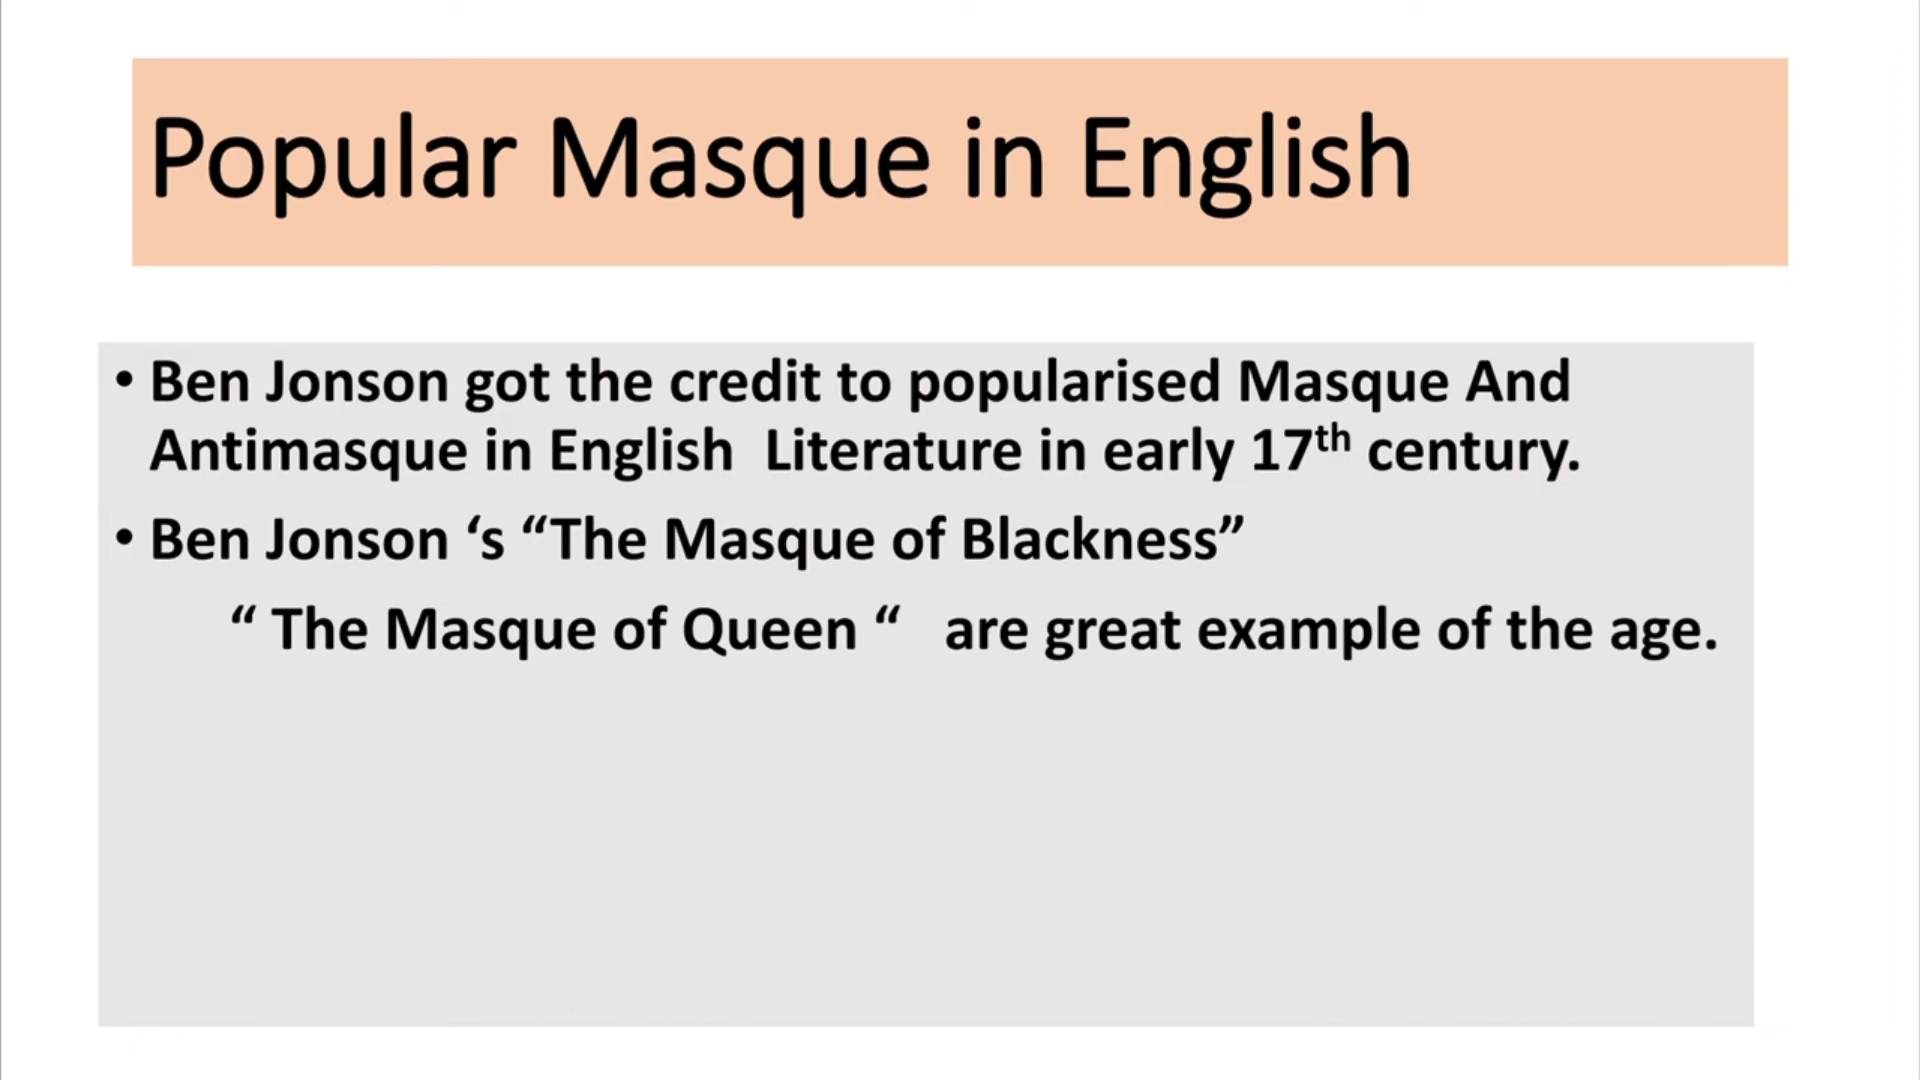 Popular Masque in English
• Ben Jonson got the credit to popularised Masque And
Antimasque in English  Literature in early 17th century.
• Ben Jonson ‘s “The Masque of Blackness”
“ The Masque of Queen “   are great example of the age.